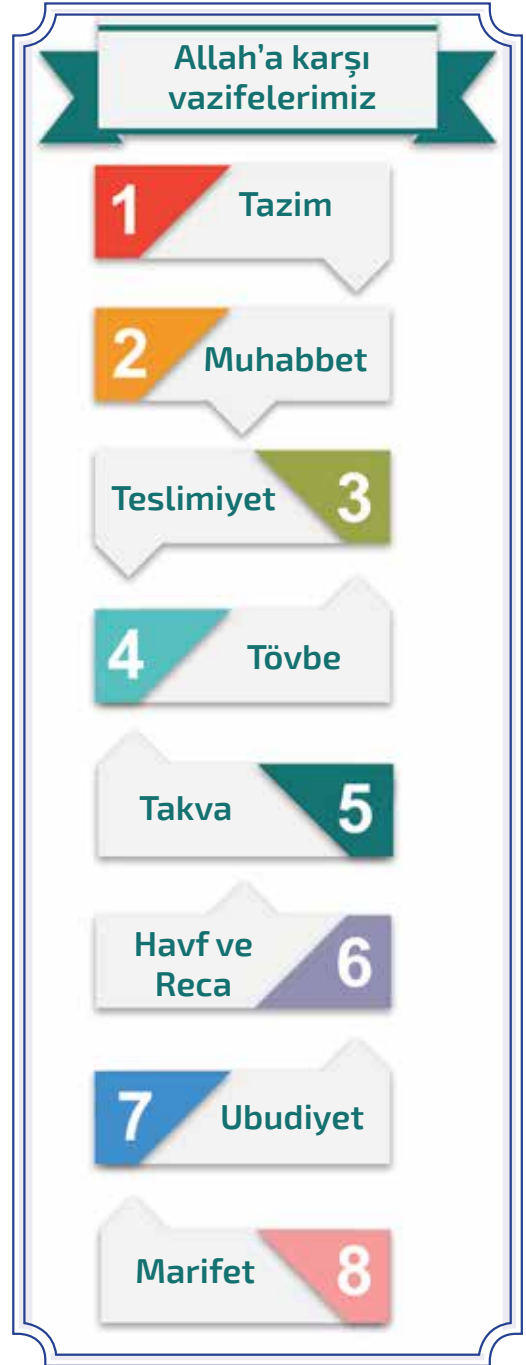 Allah’a karşı
vazifelerimiz
1 Tazim
2 Muhabbet
Teslimiyet 3
4 Tövbe
Takva 5
Havf ve
Reca 6
7 Ubudiyet
Marifet 8